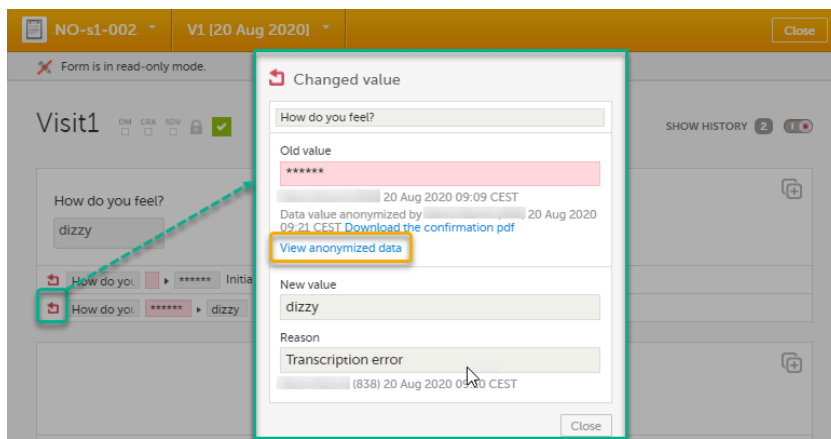 NO-s1-002
V1 [20 Aug 2020]
Close
Form is in read-only mode.
Visit1 DM CRA SDV
SHOW HISTORY 2
How do you feel?
dizzy
How do you ****** Initia
How do you ****** dizzy
Changed value
How do you feel?
Old value
******
20 Aug 2020 09:09 CEST
Data value anonymized by 20 Aug 2020
09:21 CEST Download the confirmation pdf
View anonymized data
New value
dizzy
Reason
Transcription error
(838) 20 Aug 2020 CEST
Close